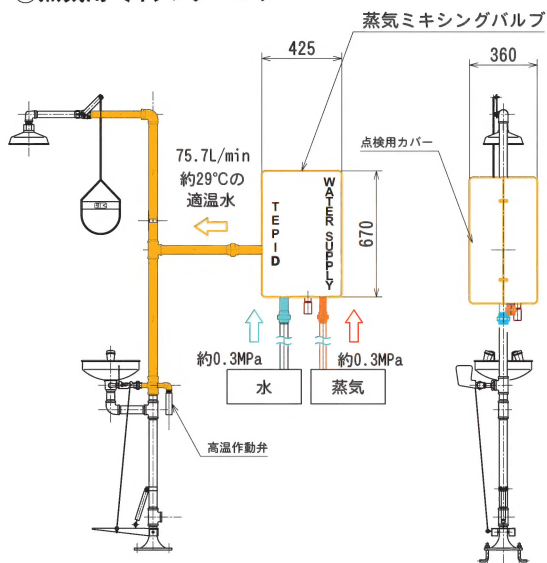 蒸気ミキシングバルブ
425
360
点検用カバー
75.7L/min
約29℃の
適温水
TEPID
WATER SUPPLY
670
約0.3MPa
約0.3MPa
水
蒸気
高温作動弁